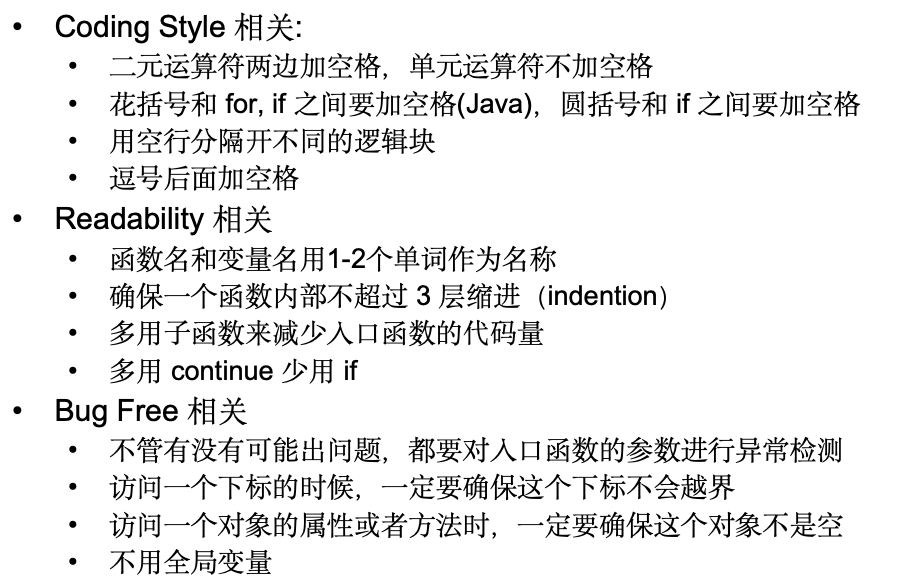 • Coding Style 相关:
• 二元运算符两边加空格，单元运算符不加空格
• 花括号和 for, if 之间要加空格(Java)，圆括号和 if 之间要加空格
• 用空行分隔开不同的逻辑块
• 逗号后面加空格
• Readability 相关
• 函数名和变量名用1-2个单词作为名称
• 确保一个函数内部不超过 3 层缩进（indention）
• 多用子函数来减少入口函数的代码量
• 多用 continue 少用 if
• Bug Free 相关
• 不管有没有可能出问题，都要对入口函数的参数进行异常检测
• 访问一个下标的时候，一定要确保这个下标不会越界
• 访问一个对象的属性或者方法时，一定要确保这个对象不是空
• 不用全局变量